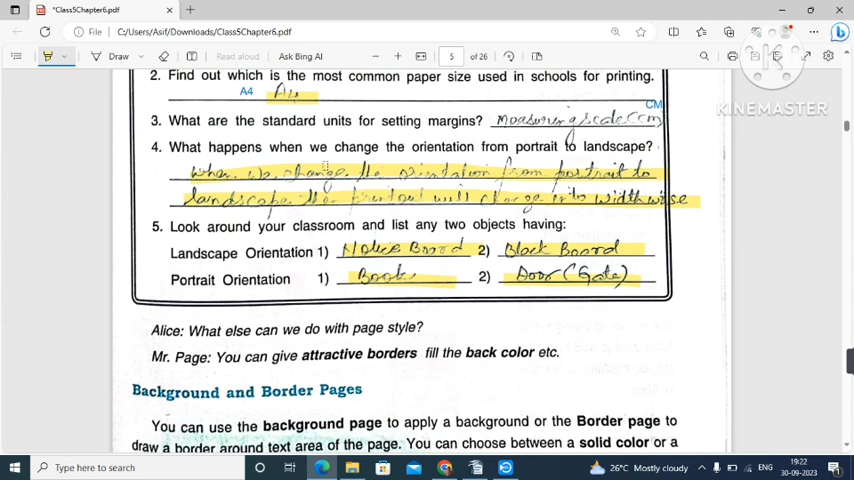 *Class5Chapter6.pdf
File
C:/Users/Asif/Downloads/Class5Chapter6.pdf
Draw
Read aloud
Ask Bing AI
5 of 26
KINEMASTER
2. Find out which is the most common paper size used in schools for printing.
A4 A4
CM
3. What are the standard units for setting margins? Measuring scale (cm)
4. What happens when we change the orientation from portrait to landscape?
When we change the orientation from portrait to
landscape the printout will change into width wise
5. Look around your classroom and list any two objects having:
Landscape Orientation 1) Notice Board 2) Black Board
Portrait Orientation 1) Book 2) Door (Gate)
Alice: What else can we do with page style?
Mr. Page: You can give attractive borders fill the back color etc.
Background and Border Pages
You can use the background page to apply a background or the Border page to
draw a border around text area of the page. You can choose between a solid color or a
Type here to search
26°C Mostly cloudy
ENG
19:22
30-09-2023